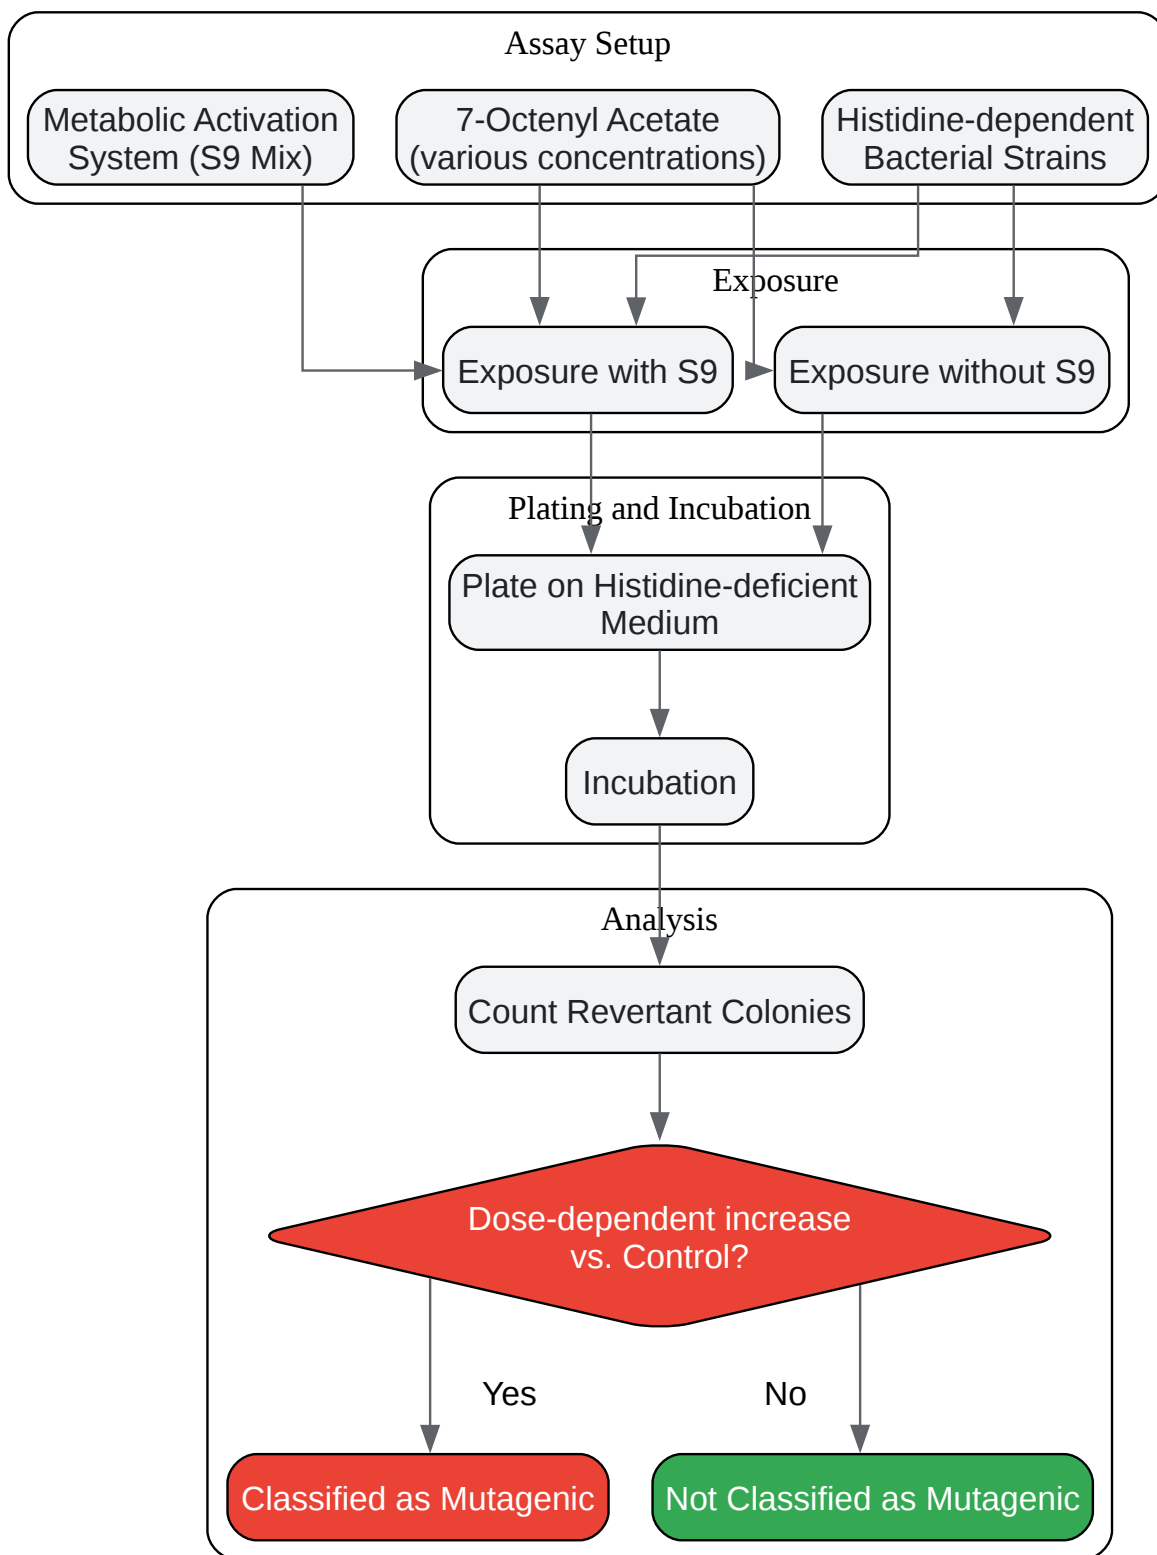 Assay Setup
Metabolic Activation
System (S9 Mix)
7-Octenyl Acetate
(various concentrations)
Histidine-dependent
Bacterial Strains
Exposure
Exposure with S9
Exposure without S9
Plating and Incubation
Plate on Histidine-deficient
Medium
Incubation
Analysis
Count Revertant Colonies
Dose-dependent increase
vs. Control?
Yes
No
Classified as Mutagenic
Not Classified as Mutagenic